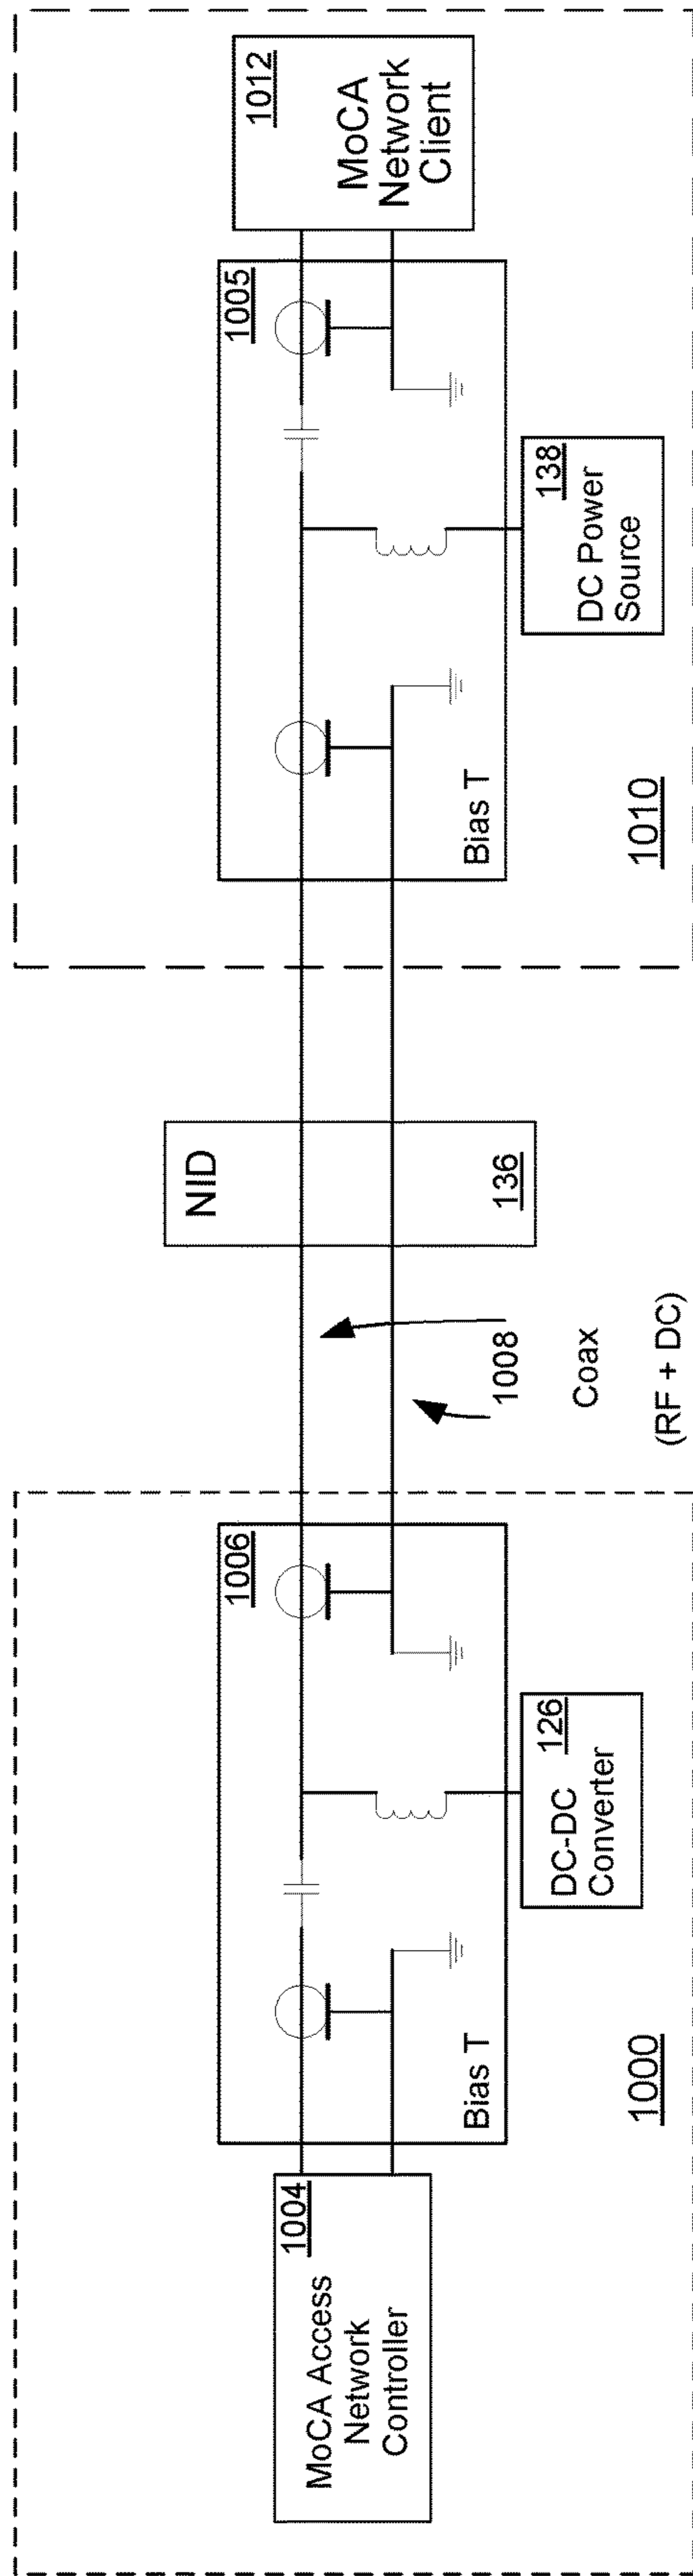 1004
MoCA Access
Network
Controller
1006
Bias T
126
DC-DC
Converter
1000
1008
Coax
(RF + DC)
NID
136
1005
Bias T
138
DC Power
Source
1010
1012
MoCA
Network
Client